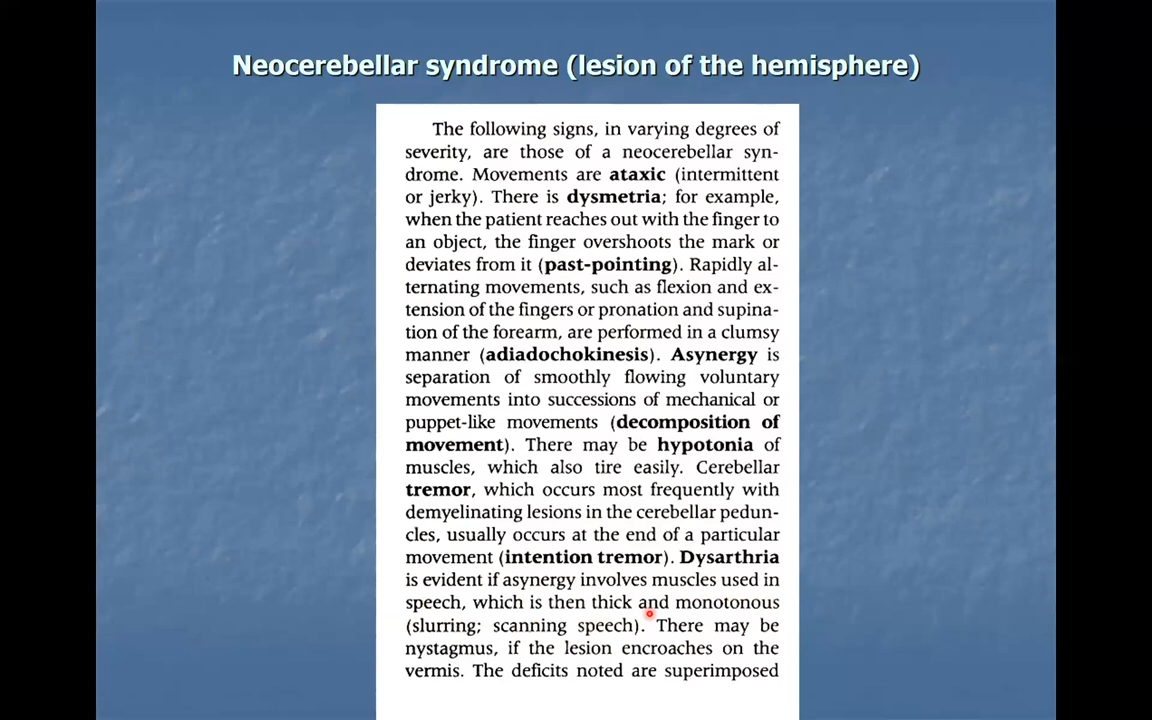 Neocerebellar syndrome (lesion of the hemisphere)
The following signs, in varying degrees of
severity, are those of a neocerebellar syn-
drome. Movements are ataxic (intermittent
or jerky). There is dysmetria; for example,
when the patient reaches out with the finger to
an object, the finger overshoots the mark or
deviates from it (past-pointing). Rapidly al-
ternating movements, such as flexion and ex-
tension of the fingers or pronation and supina-
tion of the forearm, are performed in a clumsy
manner (adiadochokinesis). Asynergy is
separation of smoothly flowing voluntary
movements into successions of mechanical or
puppet-like movements (decomposition of
movement). There may be hypotonia of
muscles, which also tire easily. Cerebellar
tremor, which occurs most frequently with
demyelinating lesions in the cerebellar pedun-
cles, usually occurs at the end of a particular
movement (intention tremor). Dysarthria
is evident if asynergy involves muscles used in
speech, which is then thick and monotonous
(slurring; scanning speech). There may be
nystagmus, if the lesion encroaches on the
vermis. The deficits noted are superimposed